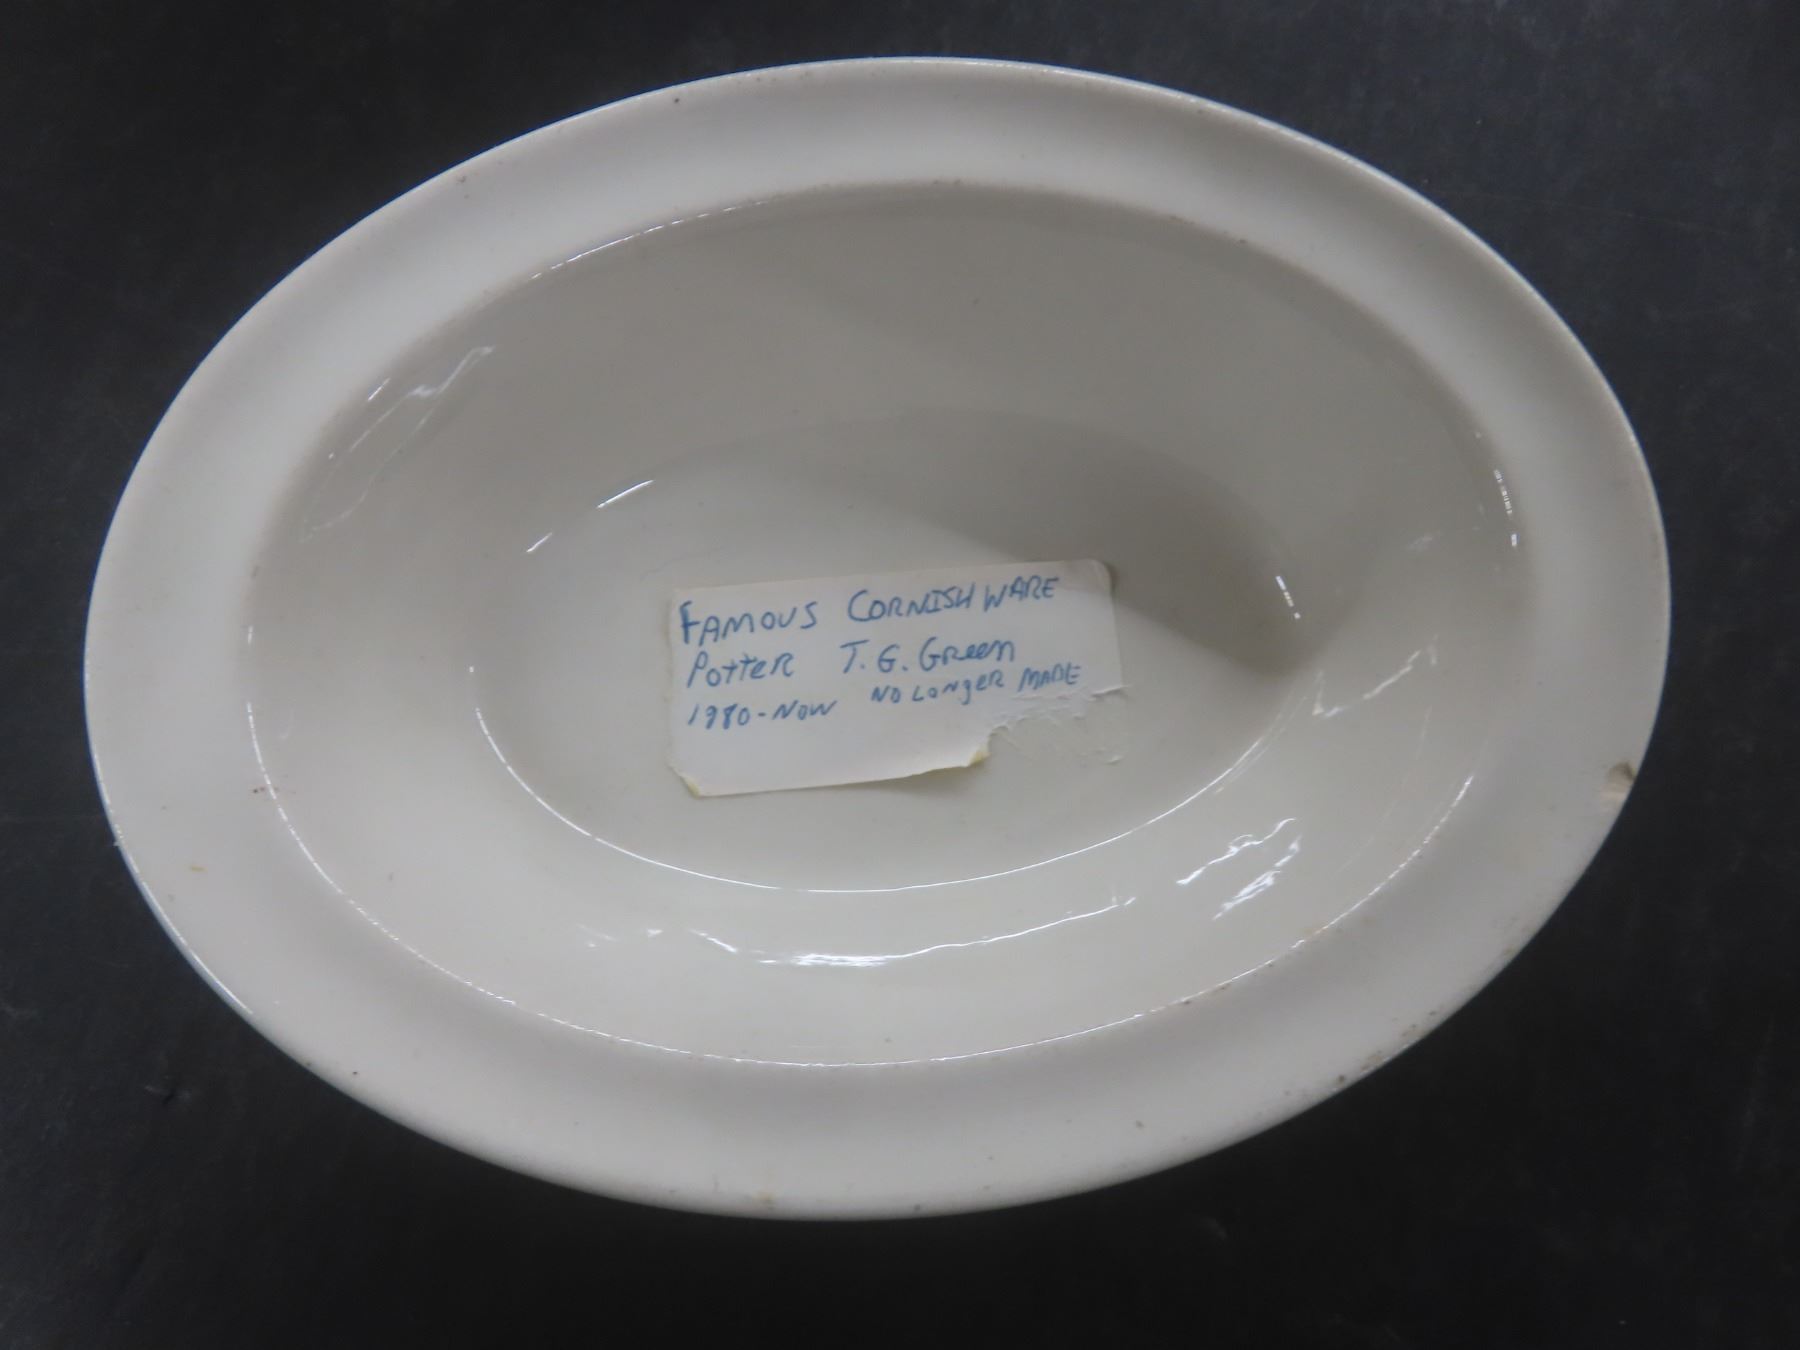 FAMOUS CORNISHWARE
Potter T. G. Green
1980-NOW NO LONGER MADE